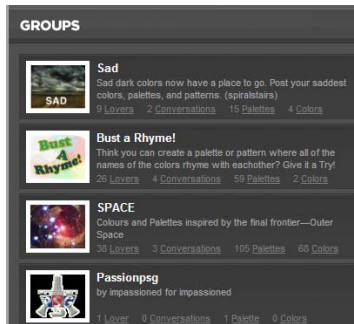 GROUPS
SAD
Sad
Sad dark colors now have a place to go. Post your saddest
colors, palettes, and patterns. (spiralstairs)
9 Lovers 2 Conversations 15 Palettes 4 Colors
Bust
A
Rhyme!
Bust a Rhyme!
Think you can create a palette or pattern where all of the
names of the colors rhyme with eachother? Give it a Try!
26 Lovers 4 Conversations 59 Palettes 2 Colors
SPACE
Colours and Palettes inspired by the final frontier—Outer
Space
38 Lovers 3 Conversations 105 Palettes 68 Colors
Passionpsg
by impassioned for impassioned
1 Lover 0 Conversations 1 Palette 0 Colors